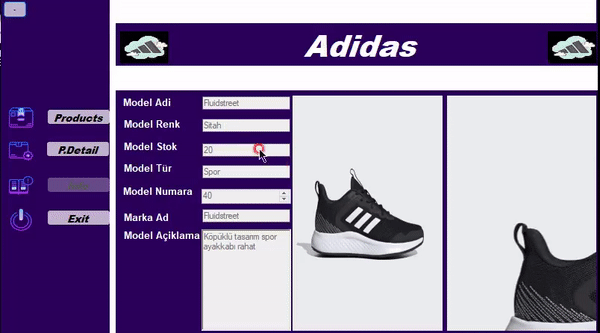 Adidas
Products
P.Detail
Exit
Model Adi Fluidstreet
Model Renk Sitah
Model Stok 20
Model Tür Spor
Model Numara 40
Marka Ad Fluidstreet
Model Açiklama Köpüklü tasarım spor
ayakkabı rahat